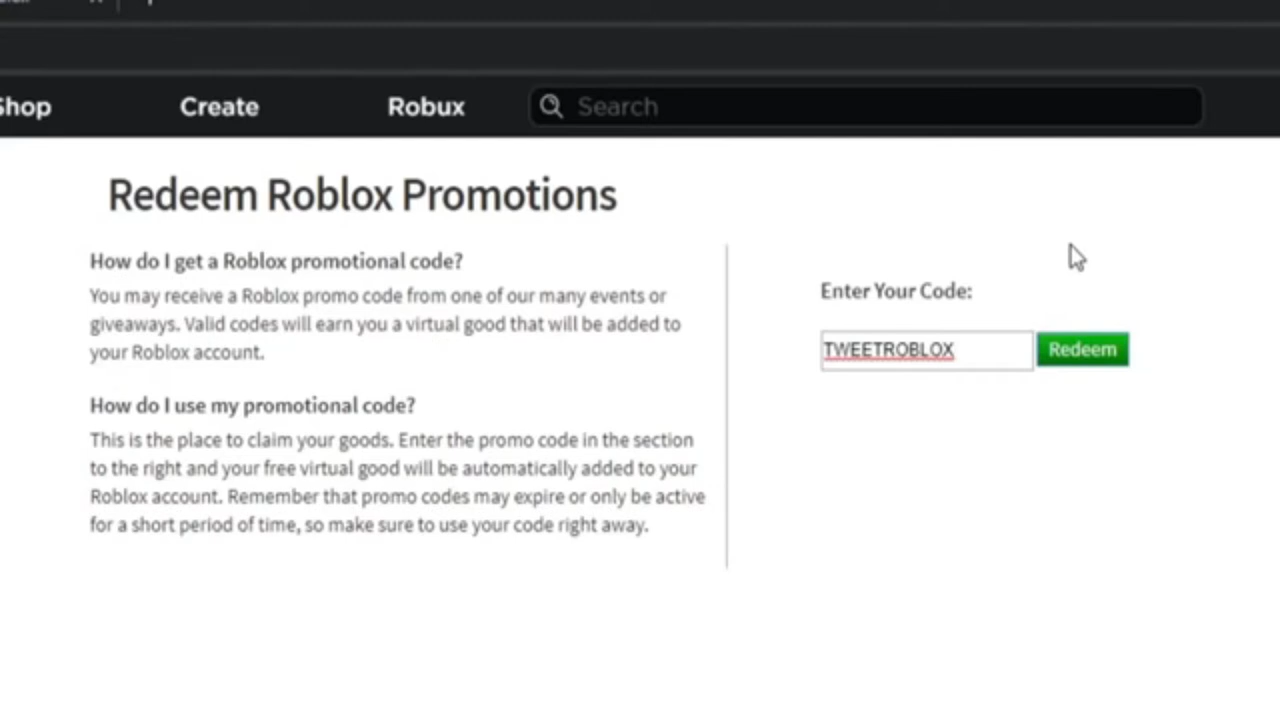 Shop Create Robux Search
Redeem Roblox Promotions
How do I get a Roblox promotional code?
You may receive a Roblox promo code from one of our many events or
giveaways. Valid codes will earn you a virtual good that will be added to
your Roblox account.
How do I use my promotional code?
This is the place to claim your goods. Enter the promo code in the section
to the right and your free virtual good will be automatically added to your
Roblox account. Remember that promo codes may expire or only be active
for a short period of time, so make sure to use your code right away.
Enter Your Code:
TWEETROBLOX Redeem